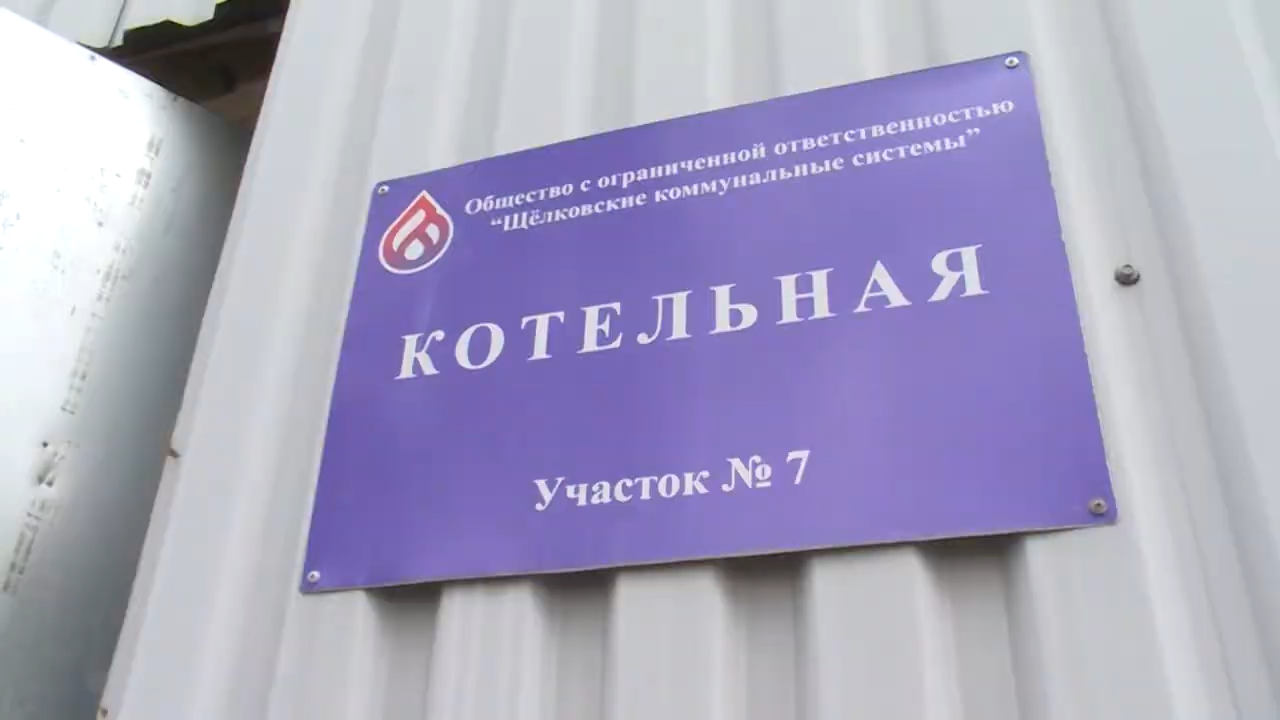 Общество с ограниченной ответственностью
“Щёлковские коммунальные системы”
КОТЕЛЬНАЯ
Участок № 7